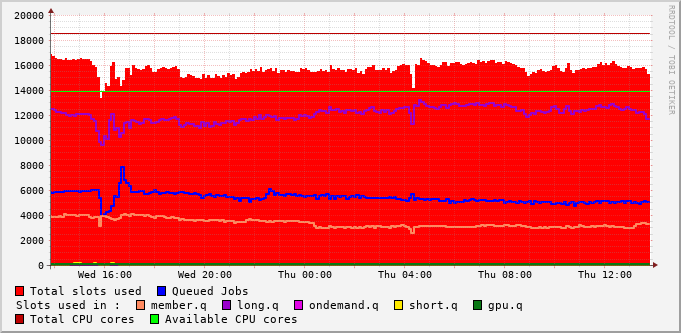 20000
18000
16000
14000
12000
10000
8000
6000
4000
2000
0
Wed 16:00 Wed 20:00 Thu 00:00 Thu 04:00 Thu 08:00 Thu 12:00
RRDTOOL / TOBI OETIKER
Total slots used Queued Jobs
Slots used in : member.q long.q ondemand.q short.q gpu.q
Total CPU cores Available CPU cores